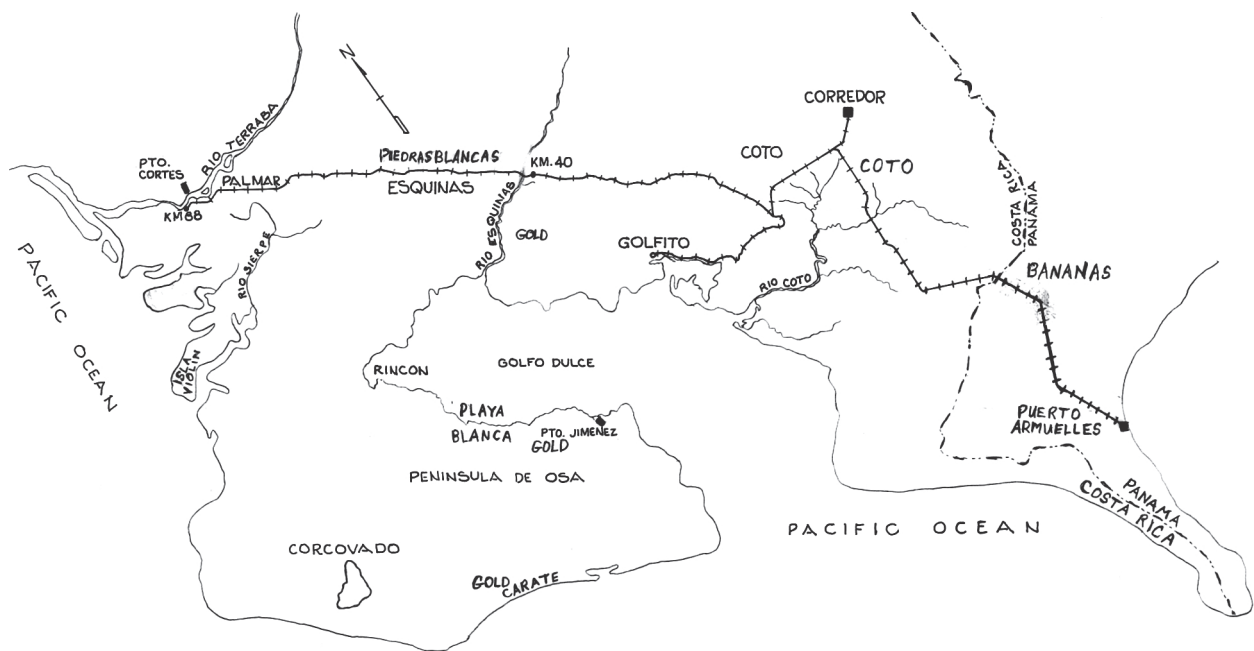 N
CORREDOR
RIO TERRABA
PTO.
CORTES
PIEDRAS BLANCAS
KM. 40
COTO
COTO
PALMAR
ESQUINAS
KM 88
RIO ESQUINAS
GOLD
GOLFITO
COSTA RICA
PANAMA
BANANAS
PACIFIC OCEAN
RIO SIERPE
RIO COTO
ISLA
VIOLIN
RINCON
GOLFO DULCE
PLAYA
BLANCA
PTO. JIMENEZ
GOLD
PUERTO
ARMUELLES
PENINSULA DE OSA
PANAMA
COSTA RICA
PACIFIC OCEAN
CORCOVADO
GOLD
CARATE